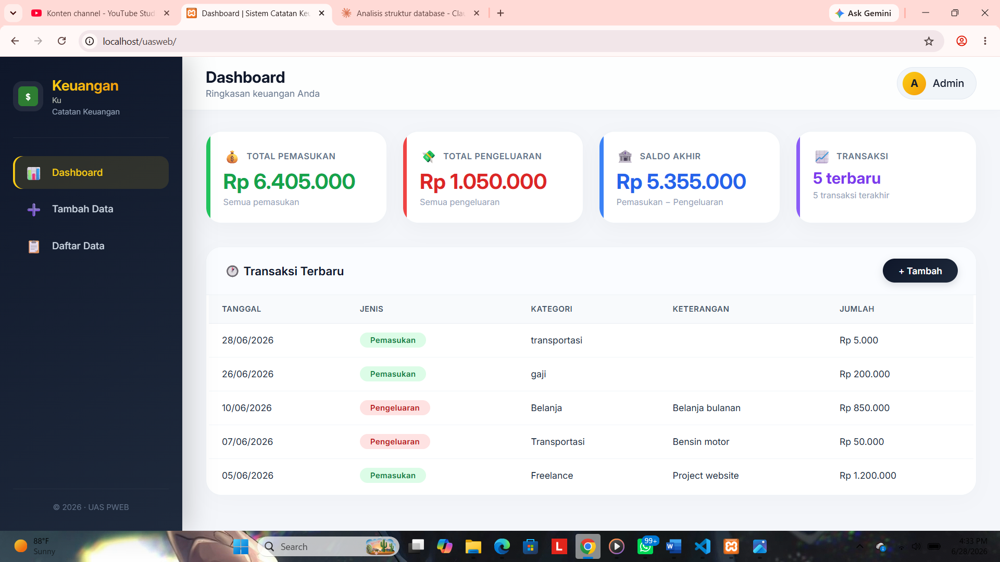 Konten channel - YouTube Stud
Dashboard | Sistem Catatan Keu
Analisis struktur database - Clau
Ask Gemini
localhost/uasweb/
$
Keuangan
Ku
Catatan Keuangan
Dashboard
Tambah Data
Daftar Data
© 2026 · UAS PWEB
Dashboard
Ringkasan keuangan Anda
A Admin
TOTAL PEMASUKAN
Rp 6.405.000
Semua pemasukan
TOTAL PENGELUARAN
Rp 1.050.000
Semua pengeluaran
SALDO AKHIR
Rp 5.355.000
Pemasukan − Pengeluaran
TRANSAKSI
5 terbaru
5 transaksi terakhir
Transaksi Terbaru
+ Tambah
TANGGAL JENIS KATEGORI KETERANGAN JUMLAH
28/06/2026 Pemasukan transportasi Rp 5.000
26/06/2026 Pemasukan gaji Rp 200.000
10/06/2026 Pengeluaran Belanja Belanja bulanan Rp 850.000
07/06/2026 Pengeluaran Transportasi Bensin motor Rp 50.000
05/06/2026 Pemasukan Freelance Project website Rp 1.200.000
88°F
Sunny
Search
L
99+
W
4:33 PM
6/28/2026